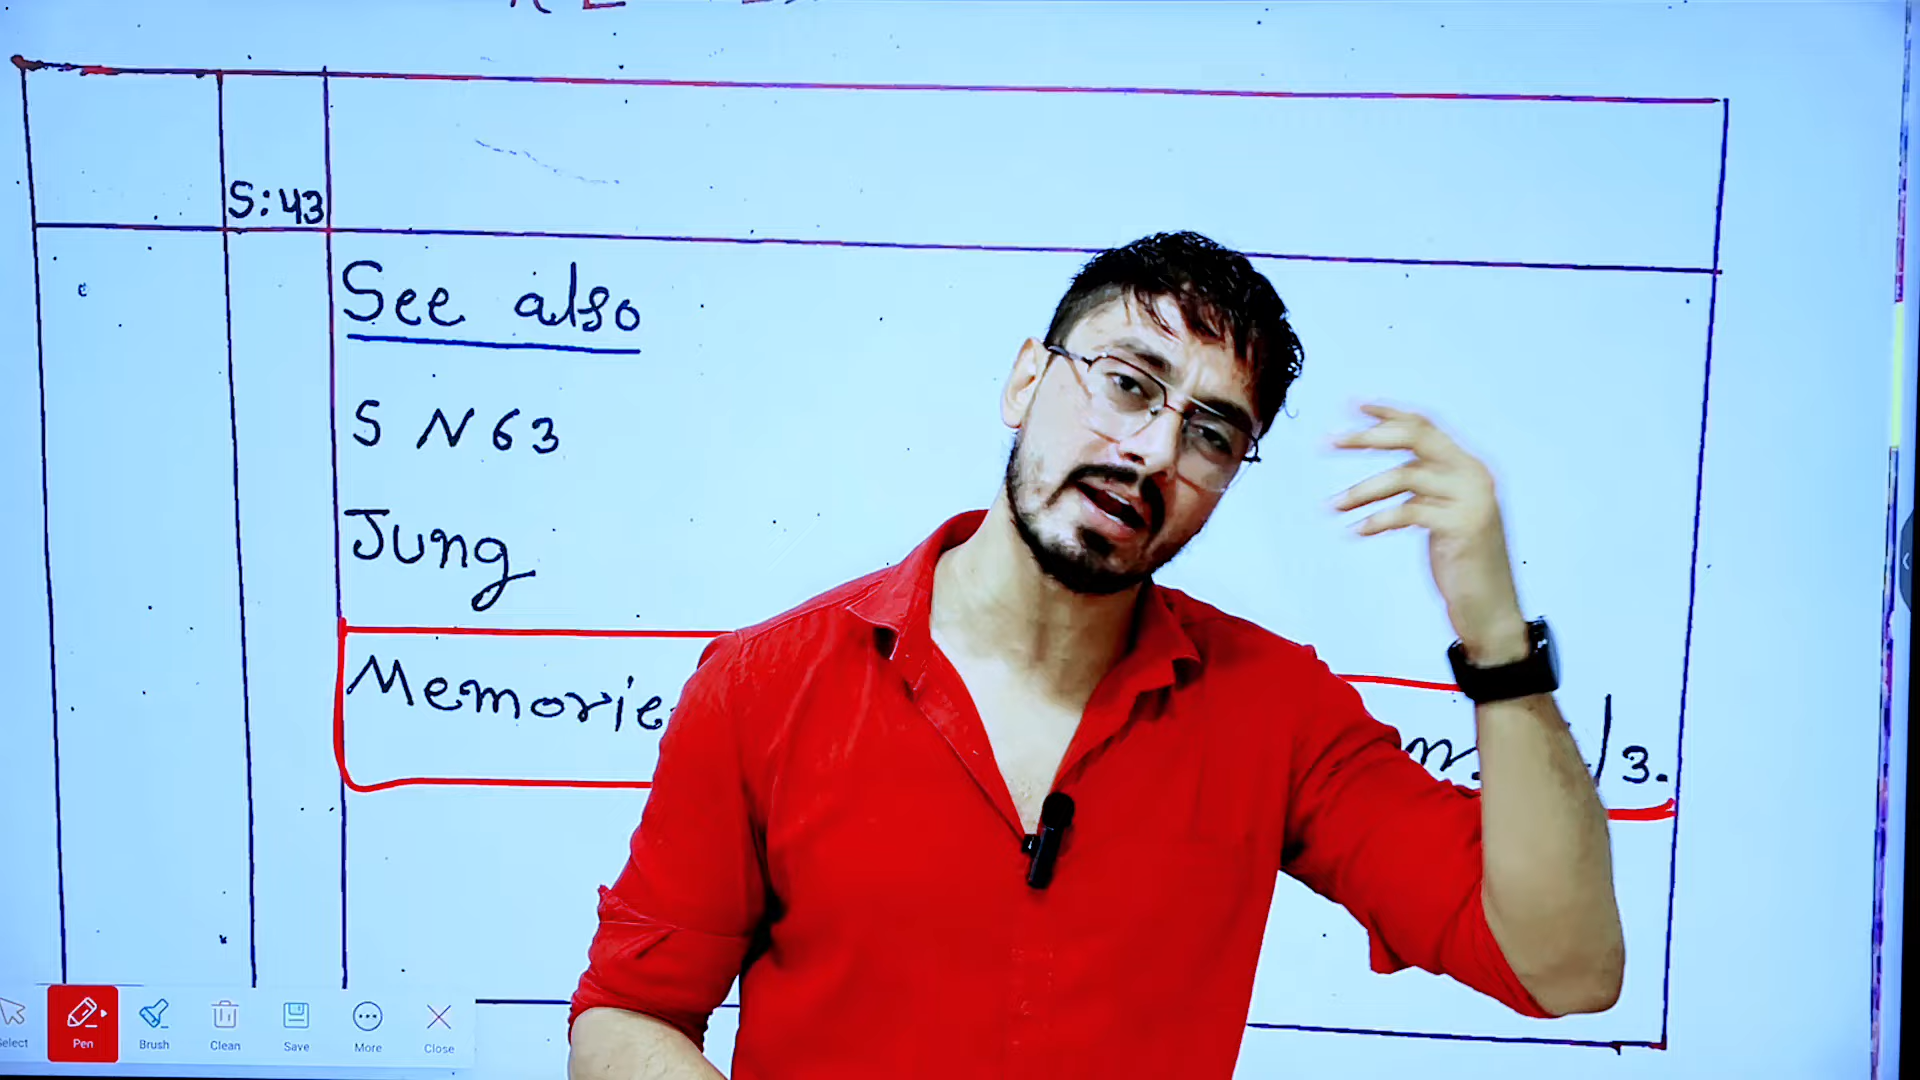 S:43
See also
S N 63
Jung
Memorie
m. /3.
Select
Pen
Brush
Clean
Save
More
Close